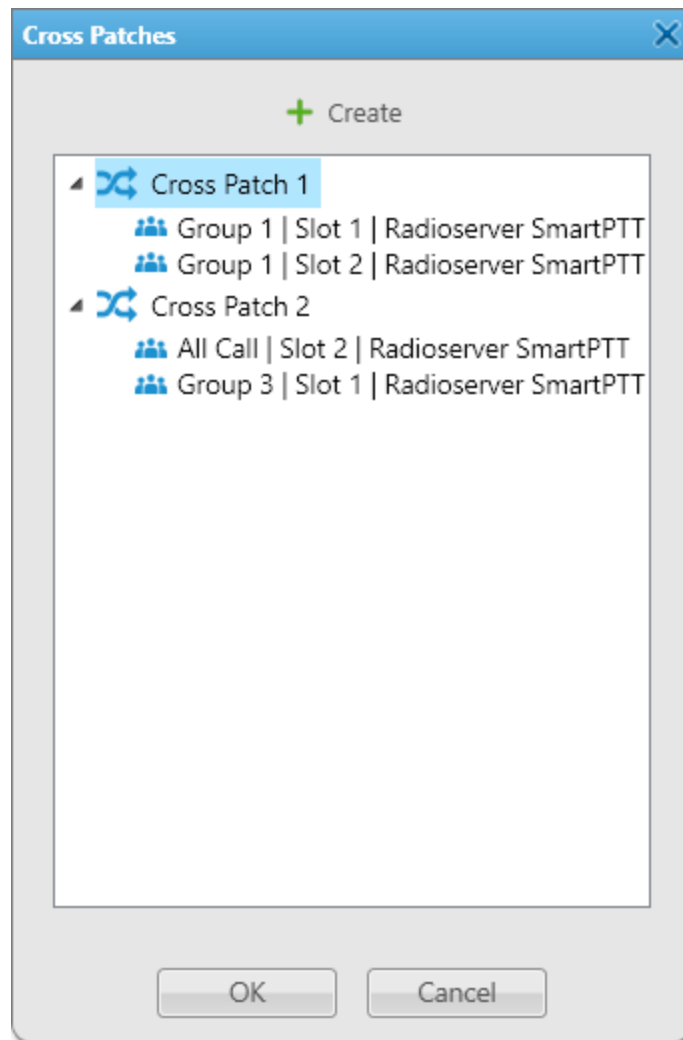 Cross Patches
Create
Cross Patch 1
Group 1 | Slot 1 | Radioserver SmartPTT
Group 1 | Slot 2 | Radioserver SmartPTT
Cross Patch 2
All Call | Slot 2 | Radioserver SmartPTT
Group 3 | Slot 1 | Radioserver SmartPTT
OK Cancel